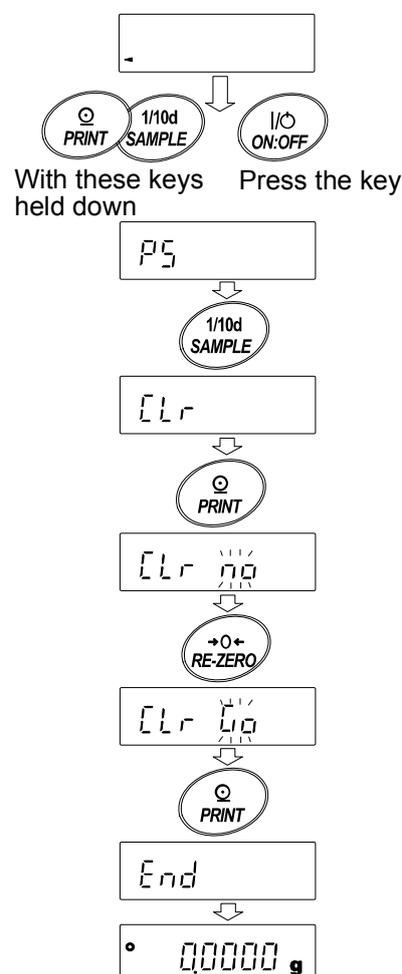 PRINT
1/10d
SAMPLE
I/⏻
ON:OFF
With these keys
held down
Press the key
PS
1/10d
SAMPLE
CLr
PRINT
CLr no
→0←
RE-ZERO
CLr Go
PRINT
End
0.0000 g